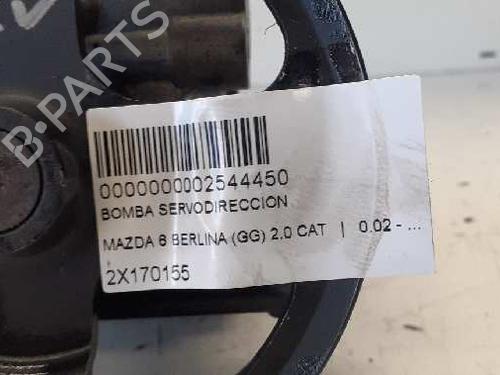 0000000002544450
BOMBA SERVODIRECCION
MAZDA 6 BERLINA (GG) 2.0 CAT | 0.02 - ...
2X170155
B-PARTS